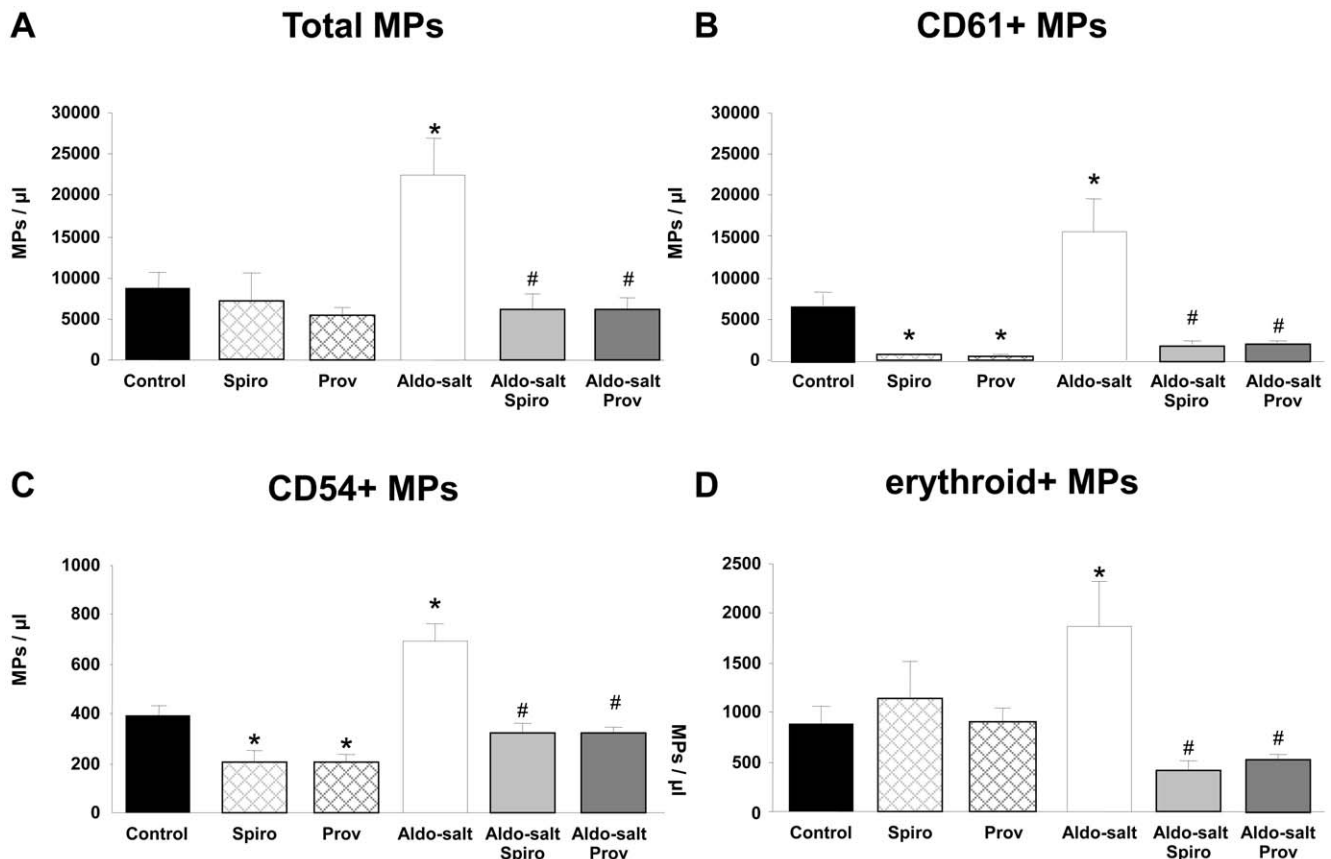 A Total MPs
MPs / µl
30000
25000
20000
15000
10000
5000
0
*
#
#
Control Spiro Prov Aldo-salt Aldo-salt Aldo-salt
Spiro Prov
B CD61+ MPs
MPs / µl
30000
25000
20000
15000
10000
5000
0
*
*
*
#
#
Control Spiro Prov Aldo-salt Aldo-salt Aldo-salt
Spiro Prov
C CD54+ MPs
MPs / µl
1000
800
600
400
200
0
*
*
*
#
#
Control Spiro Prov Aldo-salt Aldo-salt Aldo-salt
Spiro Prov
D erythroid+ MPs
MPs / µl
2500
2000
1500
1000
500
0
*
#
#
Control Spiro Prov Aldo-salt Aldo-salt Aldo-salt
Spiro Prov